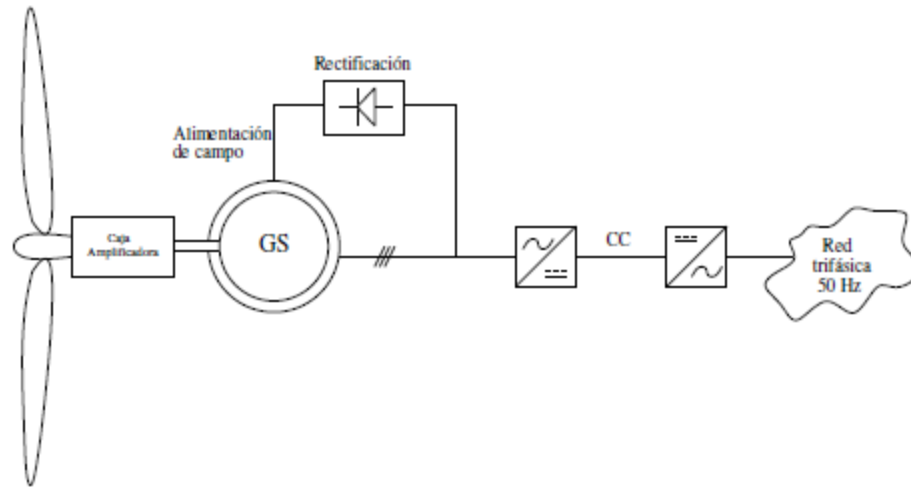 Rectificación
Alimentación
de campo
Caja
Amplificadora
GS
CC
Red
trifásica
50 Hz